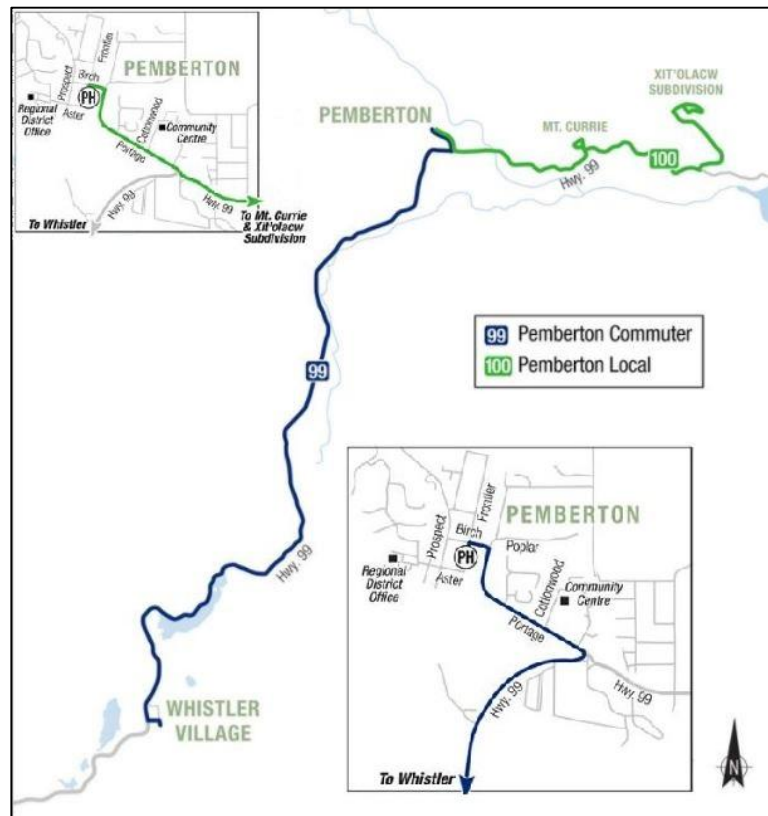 PEMBERTON
Prospect
Birch
Frontier
PH
Regional
District
Office
Aster
Cottonwood
Community
Centre
Portage
Hwy. 99
Hwy. 99
To Whistler
To Mt. Currie
& Xit'olacw
Subdivision
PEMBERTON
MT. CURRIE
XIT'OLACW
SUBDIVISION
100
Hwy. 99
99 Pemberton Commuter
100 Pemberton Local
99
Hwy. 99
WHISTLER
VILLAGE
PEMBERTON
Prospect
Birch
Frontier
Poplar
PH
Regional
District
Office
Aster
Cottonwood
Community
Centre
Portage
Hwy. 99
Hwy. 99
To Whistler
N